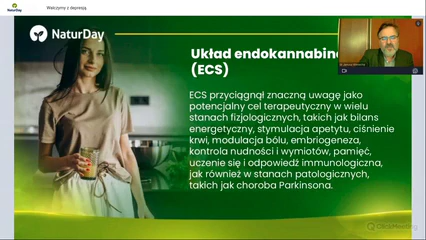 NaturDay
Walczymy z depresją
NaturDay
Układ endokannabino
(ECS)
ECS przyciągnął znaczną uwagę jako
potencjalny cel terapeutyczny w wielu
stanach fizjologicznych, takich jak bilans
energetyczny, stymulacja apetytu, ciśnienie
krwi, modulacja bólu, embriogeneza,
kontrola nudności i wymiotów, pamięć,
uczenie się i odpowiedź immunologiczna,
jak również w stanach patologicznych,
takich jak choroba Parkinsona.
ClickMeeting